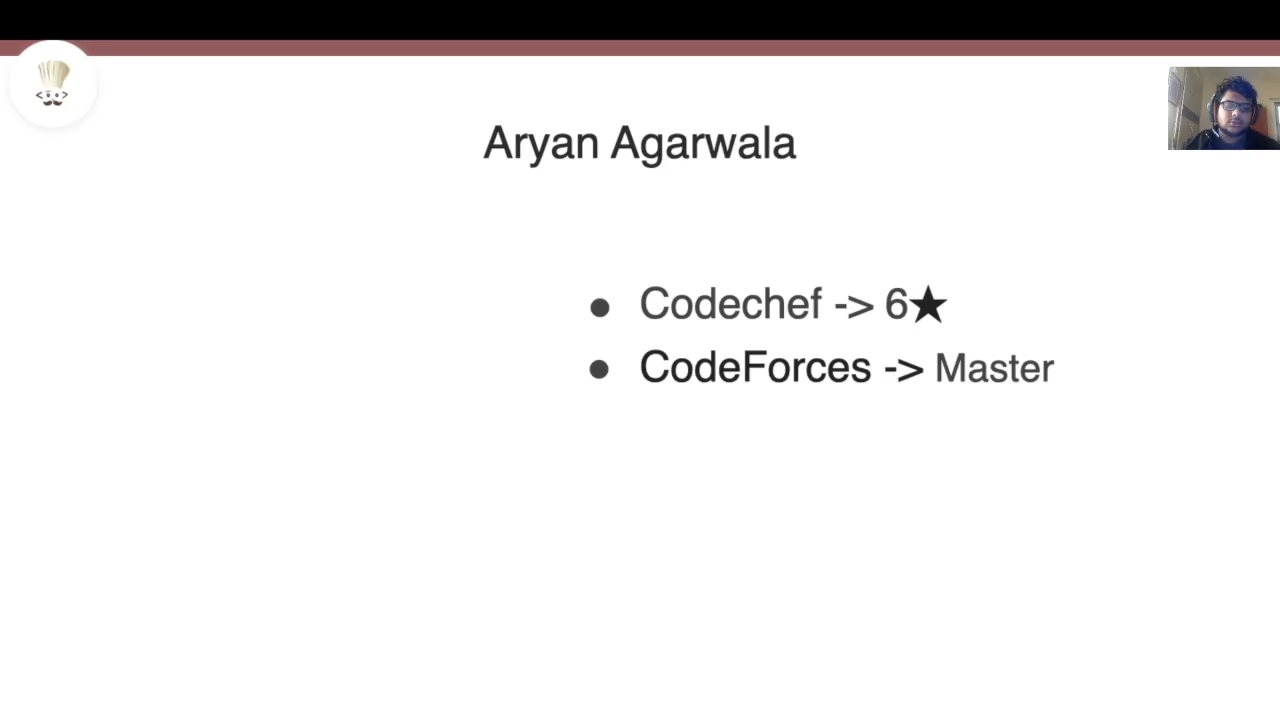 Aryan Agarwala
● Codechef -> 6★
● CodeForces -> Master